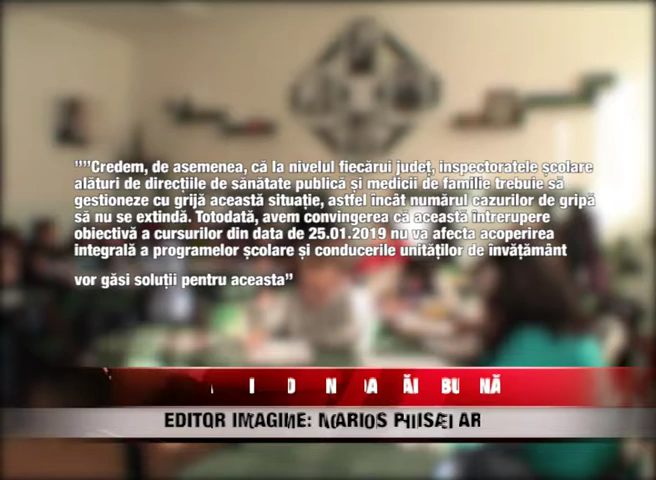 ””Credem, de asemenea, că la nivelul fiecărui județ, inspectoratele școlare
alături de direcțiile de sănătate publică și medicii de familie trebuie să
gestioneze cu grijă această situație, astfel încât numărul cazurilor de gripă
să nu se extindă. Totodată, avem convingerea că această întrerupere
obiectivă a cursurilor din data de 25.01.2019 nu va afecta acoperirea
integrală a programelor școlare și conducerile unităților de învățământ
vor găsi soluții pentru aceasta”
EDITOR IMAGINE: